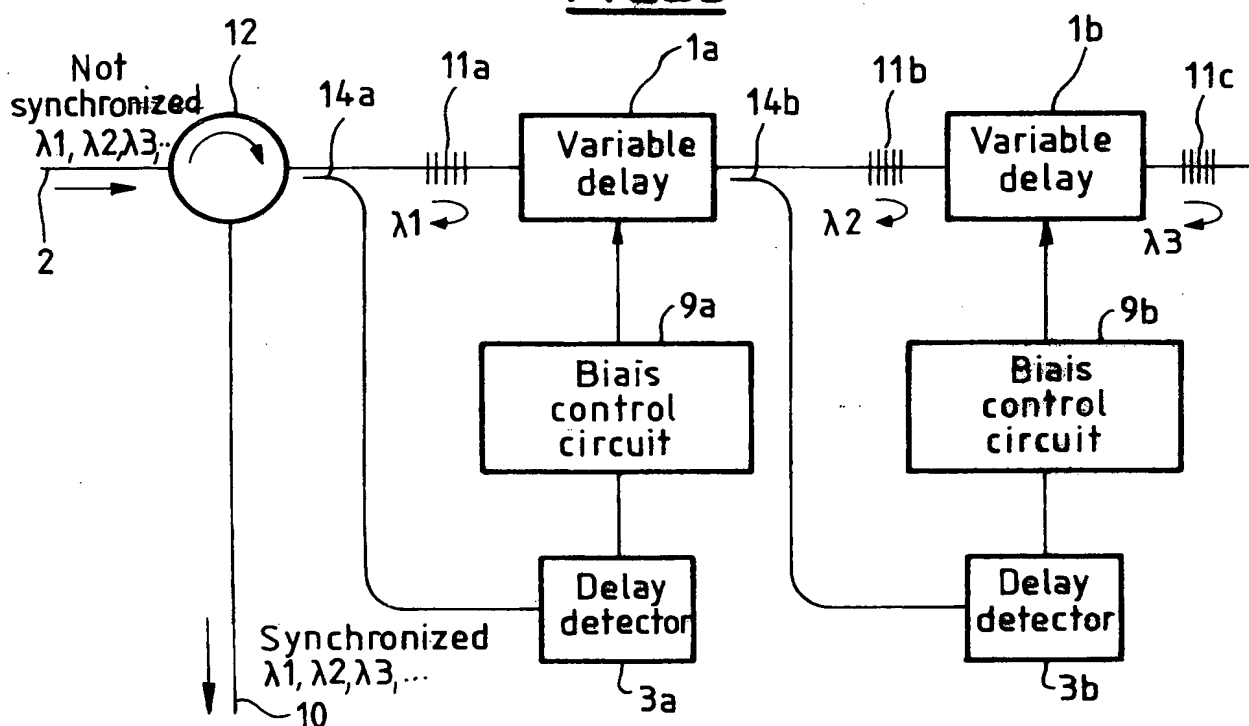 12
Not
synchronized
λ1, λ2,λ3,..
2
14a
11a
λ1
1a
Variable
delay
14b
11b
λ2
1b
Variable
delay
11c
λ3
9a
Biais
control
circuit
9b
Biais
control
circuit
Delay
detector
3a
Delay
detector
3b
Synchronized
λ1, λ2,λ3,...
10